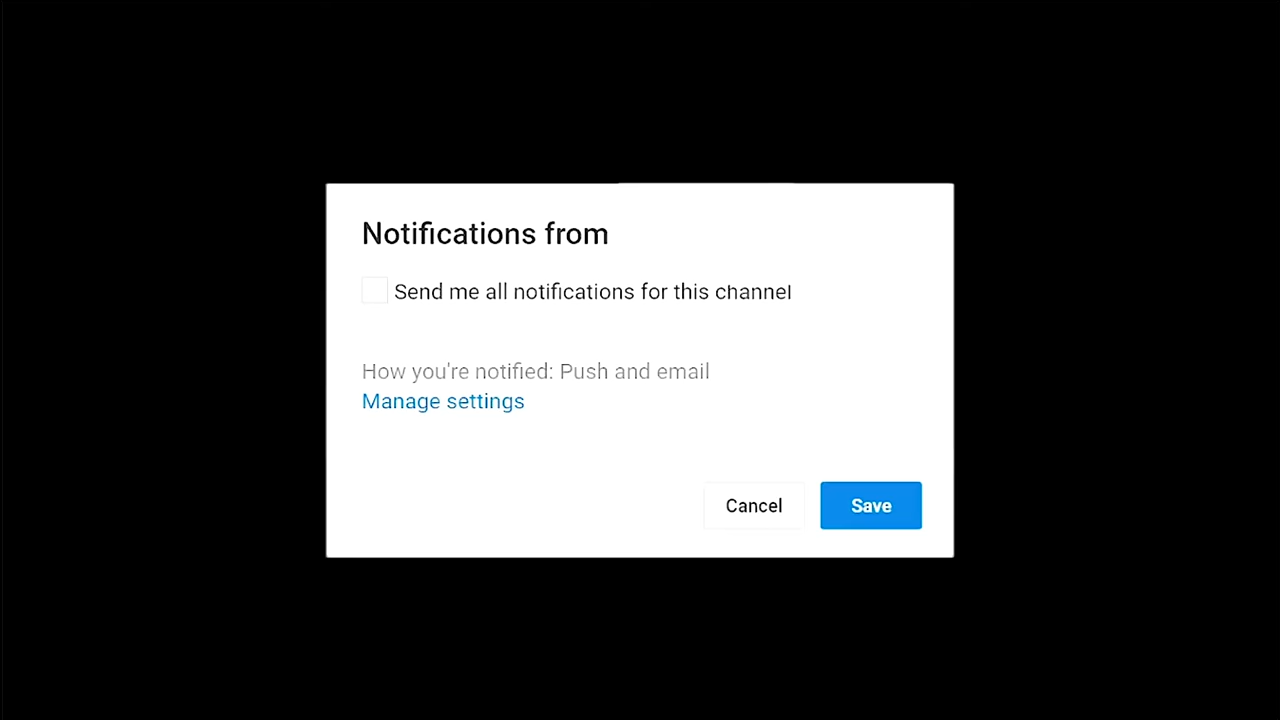 Notifications from
Send me all notifications for this channel
How you're notified: Push and email
Manage settings
Cancel Save